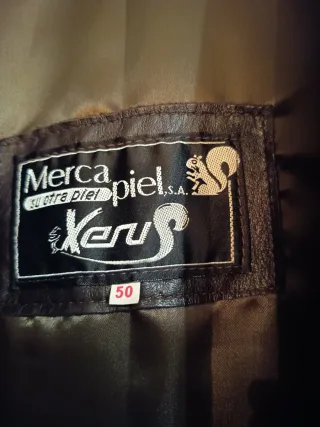 Merca
su otra piel
piel, S.A.
Xerus
50